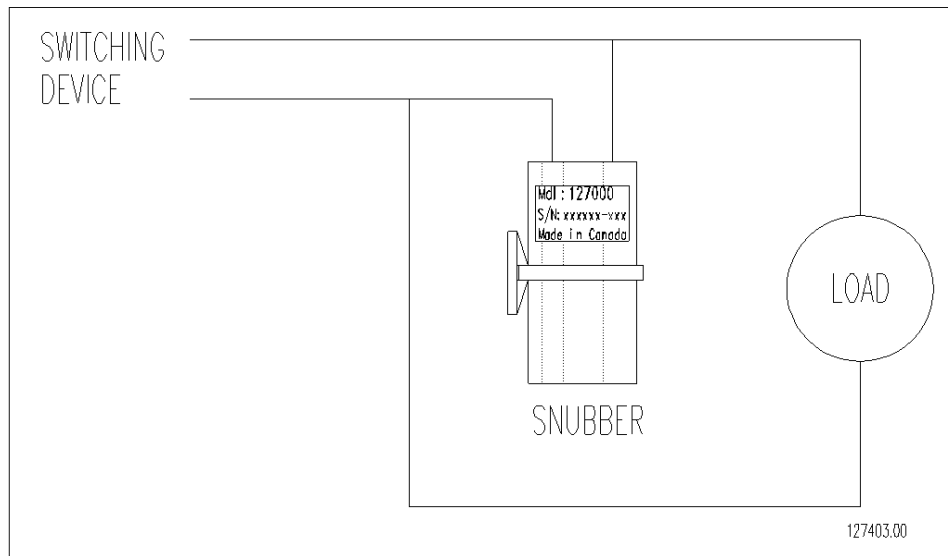 SWITCHING
DEVICE
Mdl : 127000
S/N: xxxxxx-xxx
Made in Canada
LOAD
SNUBBER
127403.00